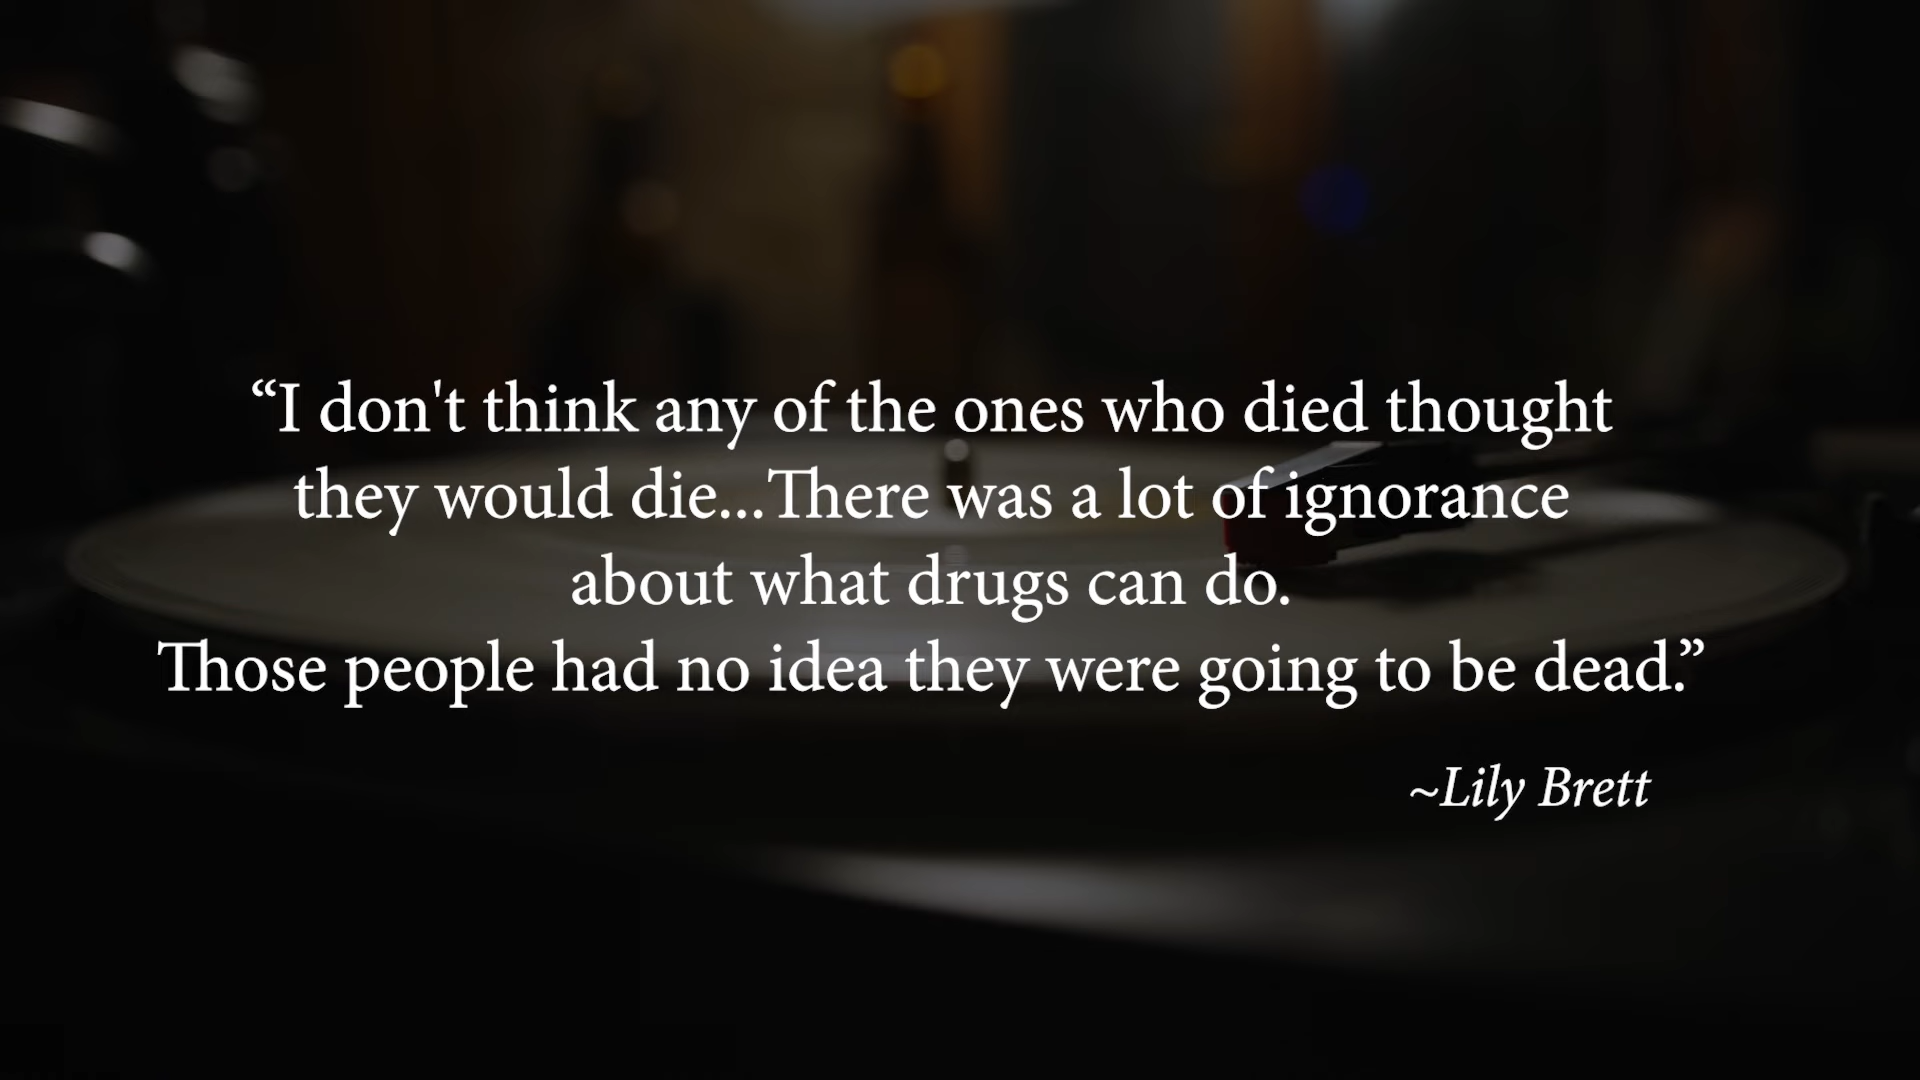 “I don't think any of the ones who died thought
they would die...There was a lot of ignorance
about what drugs can do.
Those people had no idea they were going to be dead.”
~Lily Brett